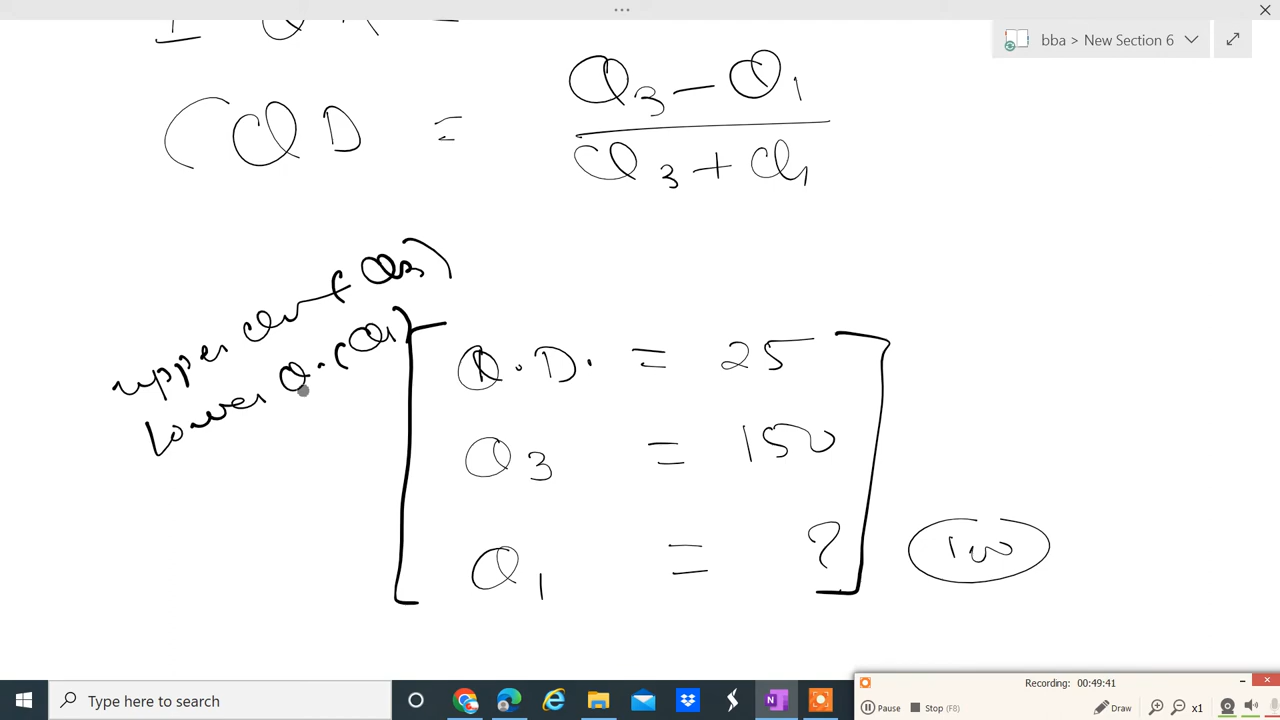 bba > New Section 6
CQD = Q3 - Q1
Q3 + Q1
upper Qr (Q3)
lower Q. (Q1)
Q.D. = 25
Q3 = 150
Q1 = ?
100
Type here to search
Recording: 00:49:41
Pause Stop (F8) Draw x1